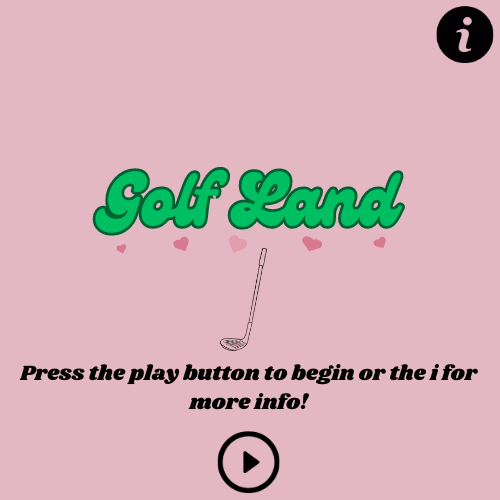 i
Golf Land
Press the play button to begin or the i for
more info!